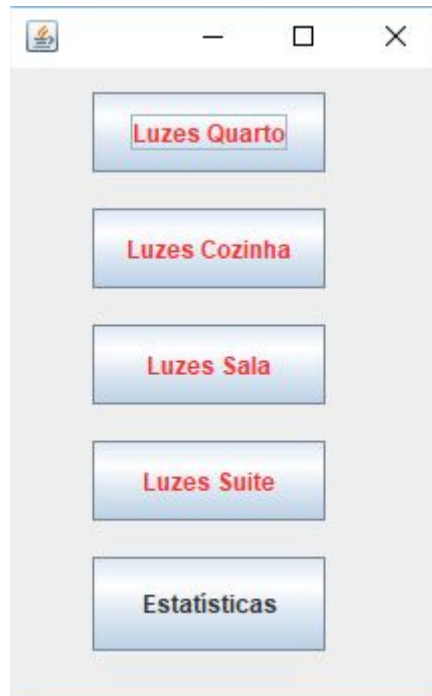 Luzes Quarto
Luzes Cozinha
Luzes Sala
Luzes Suite
Estatísticas